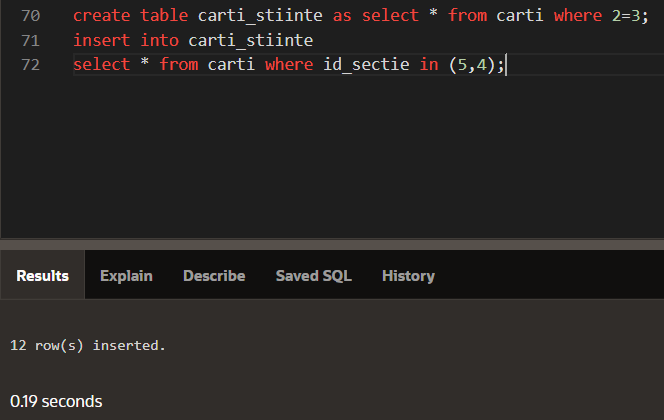 70 create table carti_stiinte as select * from carti where 2=3;
71 insert into carti_stiinte
72 select * from carti where id_sectie in (5,4);
Results Explain Describe Saved SQL History
12 row(s) inserted.
0.19 seconds